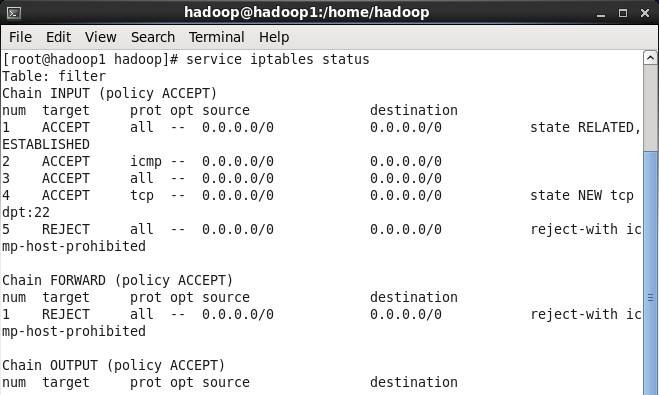 hadoop@hadoop1:/home/hadoop
File Edit View Search Terminal Help
[root@hadoop1 hadoop]# service iptables status
Table: filter
Chain INPUT (policy ACCEPT)
num  target     prot opt source               destination
1    ACCEPT     all  --  0.0.0.0/0            0.0.0.0/0           state RELATED,
ESTABLISHED
2    ACCEPT     icmp --  0.0.0.0/0            0.0.0.0/0
3    ACCEPT     all  --  0.0.0.0/0            0.0.0.0/0
4    ACCEPT     tcp  --  0.0.0.0/0            0.0.0.0/0           state NEW tcp
dpt:22
5    REJECT     all  --  0.0.0.0/0            0.0.0.0/0           reject-with ic
mp-host-prohibited
Chain FORWARD (policy ACCEPT)
num  target     prot opt source               destination
1    REJECT     all  --  0.0.0.0/0            0.0.0.0/0           reject-with ic
mp-host-prohibited
Chain OUTPUT (policy ACCEPT)
num  target     prot opt source               destination